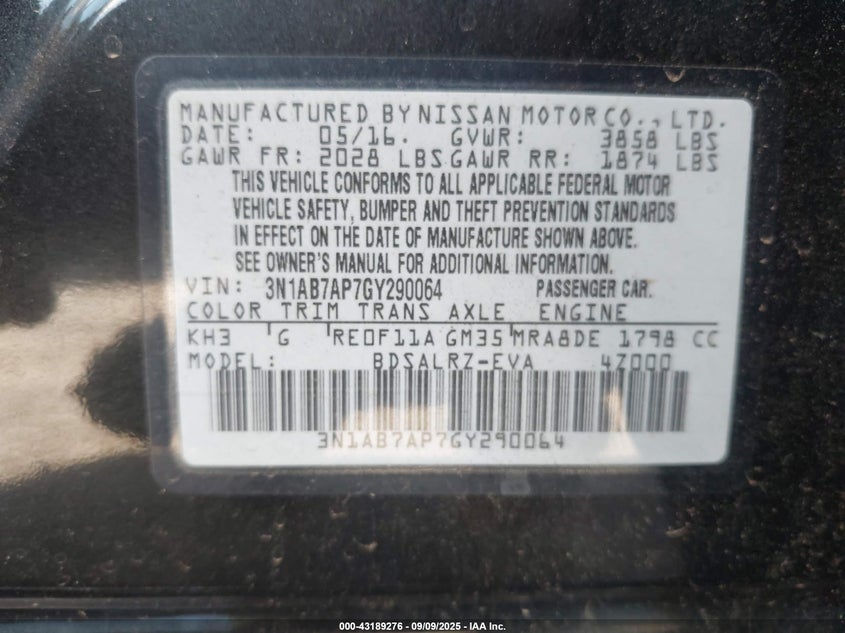 MANUFACTURED BY NISSAN MOTOR CO., LTD.
DATE: 05/16. GVWR: 3858 LBS
GAWR FR: 2028 LBS GAWR RR: 1874 LBS
THIS VEHICLE CONFORMS TO ALL APPLICABLE FEDERAL MOTOR
VEHICLE SAFETY, BUMPER AND THEFT PREVENTION STANDARDS
IN EFFECT ON THE DATE OF MANUFACTURE SHOWN ABOVE.
SEE OWNER'S MANUAL FOR ADDITIONAL INFORMATION.
VIN: 3N1AB7AP7GY290064 PASSENGER CAR.
COLOR TRIM TRANS AXLE ENGINE
KH3 G RE0F11A GM35 MRA8DE 1798 CC
MODEL: BDSALRZ-EVA 4Z000
3N1AB7AP7GY290064
000-43189276 - 09/09/2025 - IAA Inc.